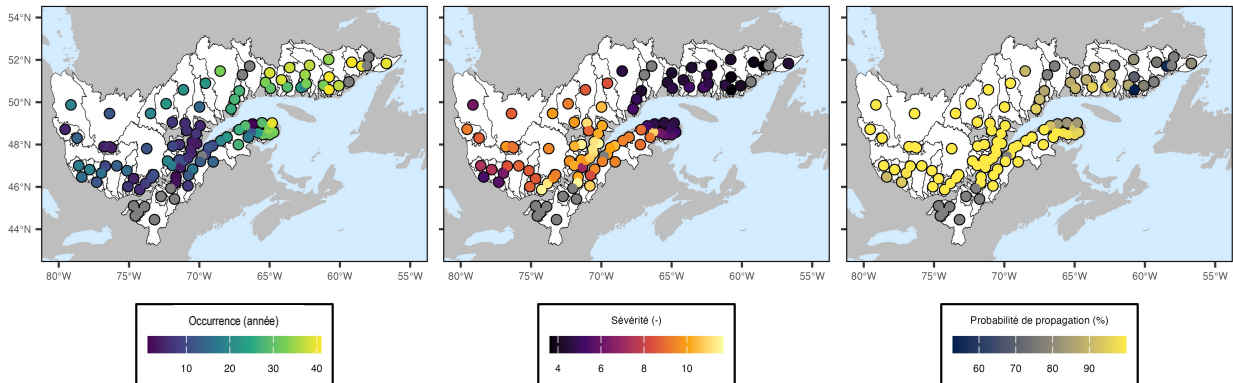 54°N
52°N
50°N
48°N
46°N
44°N
80°W 75°W 70°W 65°W 60°W 55°W
80°W 75°W 70°W 65°W 60°W 55°W
80°W 75°W 70°W 65°W 60°W 55°W
Occurrence (année)
10 20 30 40
Sévérité (-)
4 6 8 10
Probabilité de propagation (%)
60 70 80 90